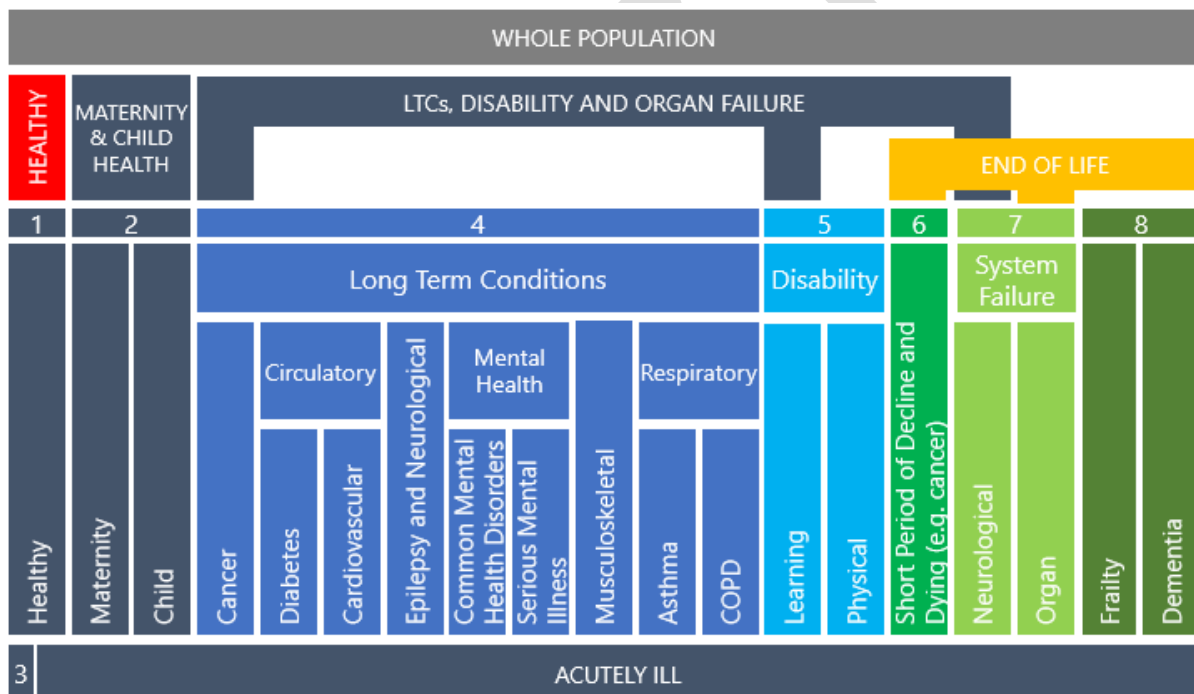 WHOLE POPULATION
HEALTHY
MATERNITY
& CHILD
HEALTH
LTCs, DISABILITY AND ORGAN FAILURE
END OF LIFE
1
2
4
5
6
7
8
Long Term Conditions
Disability
System
Failure
Circulatory
Mental
Health
Respiratory
Healthy
Maternity
Child
Cancer
Diabetes
Cardiovascular
Epilepsy and Neurological
Common Mental
Health Disorders
Serious Mental
Illness
Musculoskeletal
Asthma
COPD
Learning
Physical
Short Period of Decline and
Dying (e.g. cancer)
Neurological
Organ
Frailty
Dementia
3
ACUTELY ILL